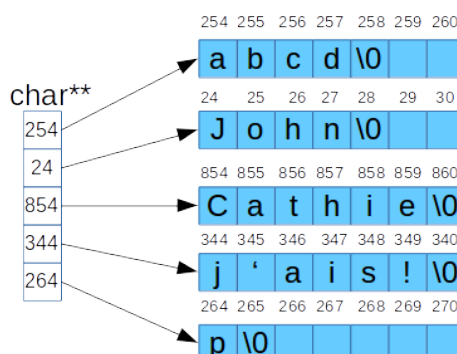 254 255 256 257 258 259 260
a b c d \0
char**
24 25 26 27 28 29 30
254
J o h n \0
24
854 855 856 857 858 859 860
854
C a t h i e \0
344 345 346 347 348 349 340
344
j ‘ a i s ! \0
264
264 265 266 267 268 269 270
p \0